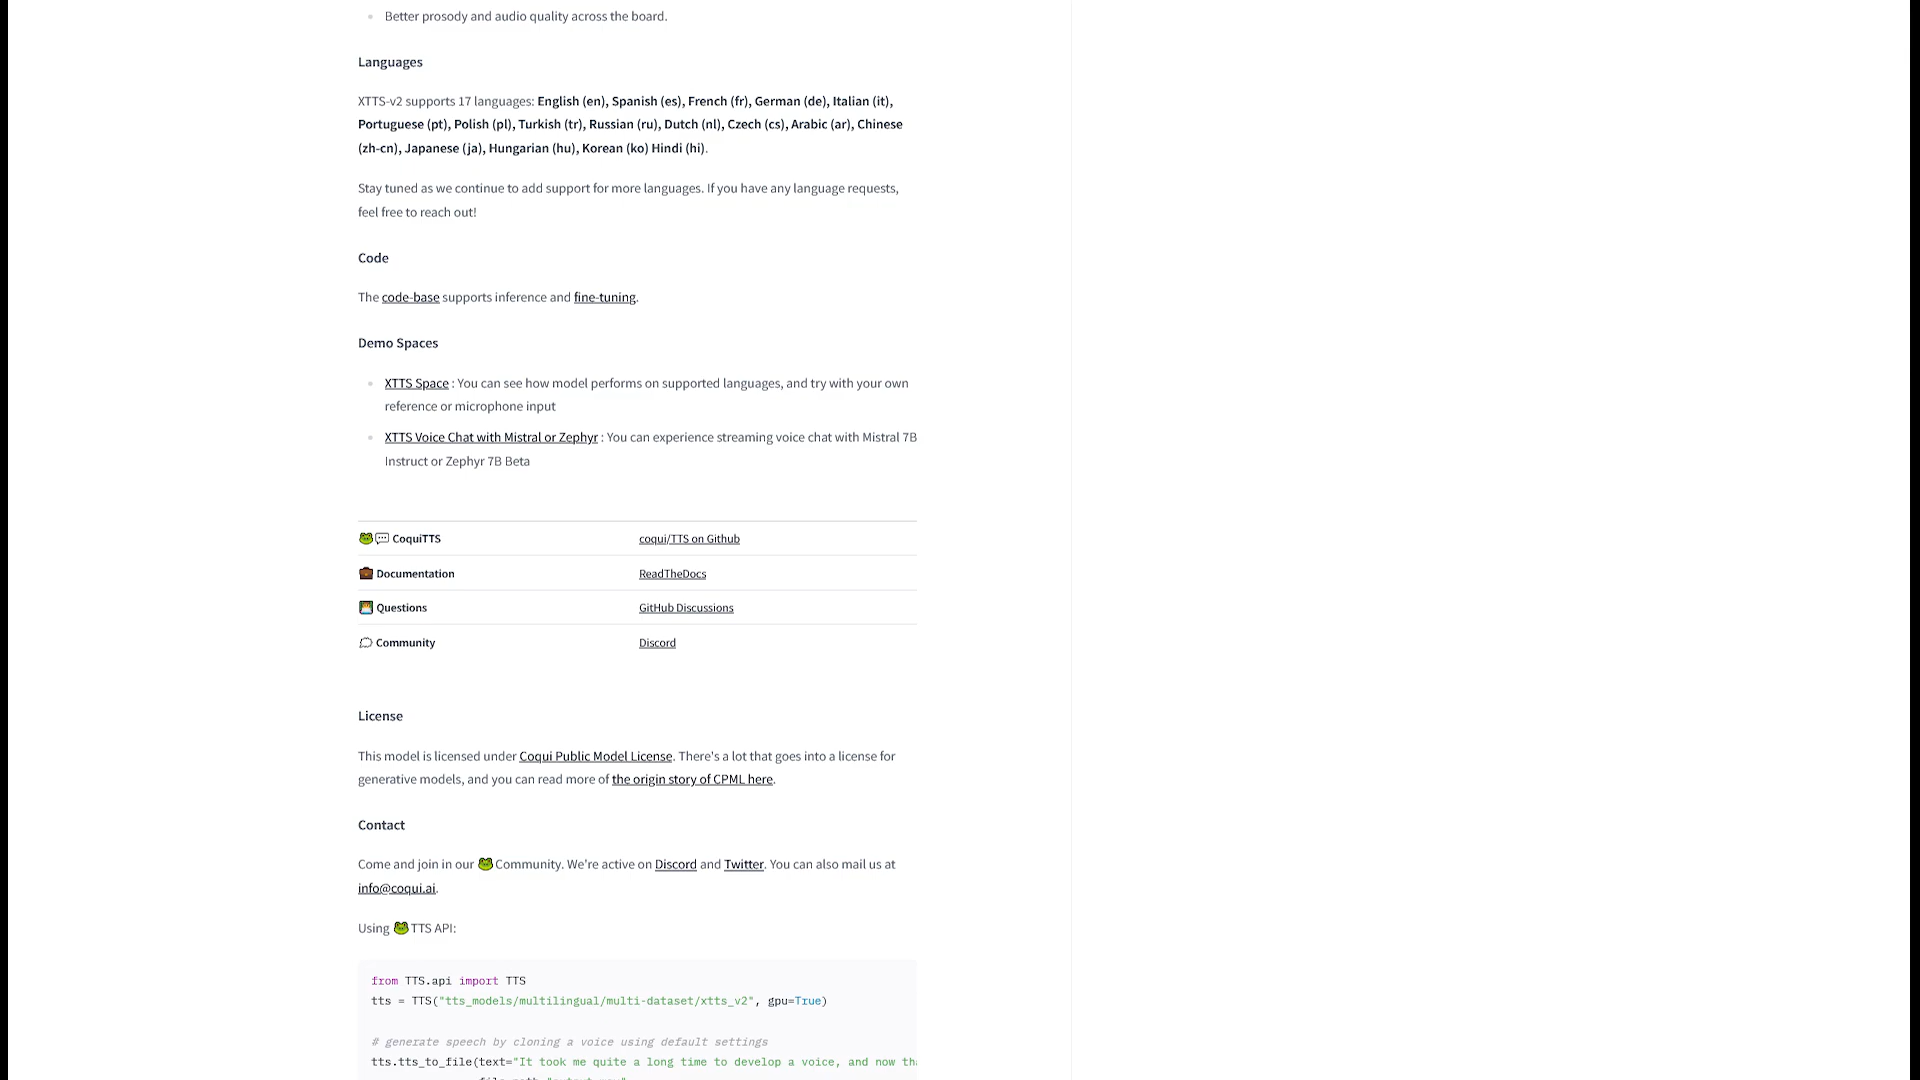 Better prosody and audio quality across the board.
Languages
XTTS-v2 supports 17 languages: English (en), Spanish (es), French (fr), German (de), Italian (it),
Portuguese (pt), Polish (pl), Turkish (tr), Russian (ru), Dutch (nl), Czech (cs), Arabic (ar), Chinese
(zh-cn), Japanese (ja), Hungarian (hu), Korean (ko) Hindi (hi).
Stay tuned as we continue to add support for more languages. If you have any language requests,
feel free to reach out!
Code
The code-base supports inference and fine-tuning.
Demo Spaces
XTTS Space : You can see how model performs on supported languages, and try with your own
reference or microphone input
XTTS Voice Chat with Mistral or Zephyr : You can experience streaming voice chat with Mistral 7B
Instruct or Zephyr 7B Beta
🐸💬 CoquiTTS coqui/TTS on Github
💼 Documentation ReadTheDocs
👩‍💻 Questions GitHub Discussions
🗯 Community Discord
License
This model is licensed under Coqui Public Model License. There's a lot that goes into a license for
generative models, and you can read more of the origin story of CPML here.
Contact
Come and join in our 🐸Community. We're active on Discord and Twitter. You can also mail us at
info@coqui.ai.
Using 🐸TTS API:
from TTS.api import TTS
tts = TTS("tts_models/multilingual/multi-dataset/xtts_v2", gpu=True)
# generate speech by cloning a voice using default settings
tts.tts_to_file(text="It took me quite a long time to develop a voice, and now tha